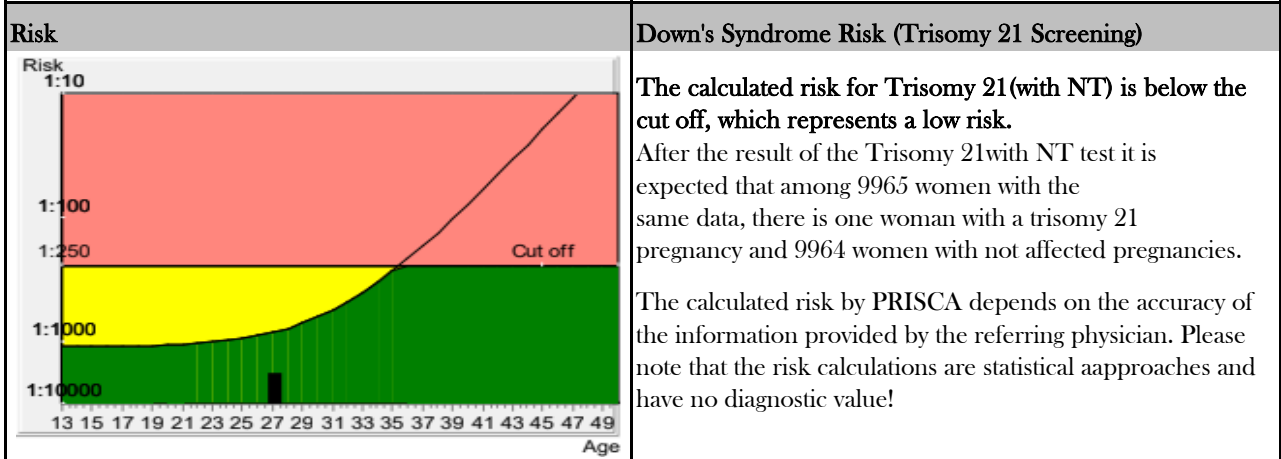 Risk
Down's Syndrome Risk (Trisomy 21 Screening)
Risk
1:10
1:100
1:250
Cut off
1:1000
1:10000
13 15 17 19 21 23 25 27 29 31 33 35 37 39 41 43 45 47 49
Age
The calculated risk for Trisomy 21(with NT) is below the
cut off, which represents a low risk.
After the result of the Trisomy 21with NT test it is
expected that among 9965 women with the
same data, there is one woman with a trisomy 21
pregnancy and 9964 women with not affected pregnancies.
The calculated risk by PRISCA depends on the accuracy of
the information provided by the referring physician. Please
note that the risk calculations are statistical aapproaches and
have no diagnostic value!